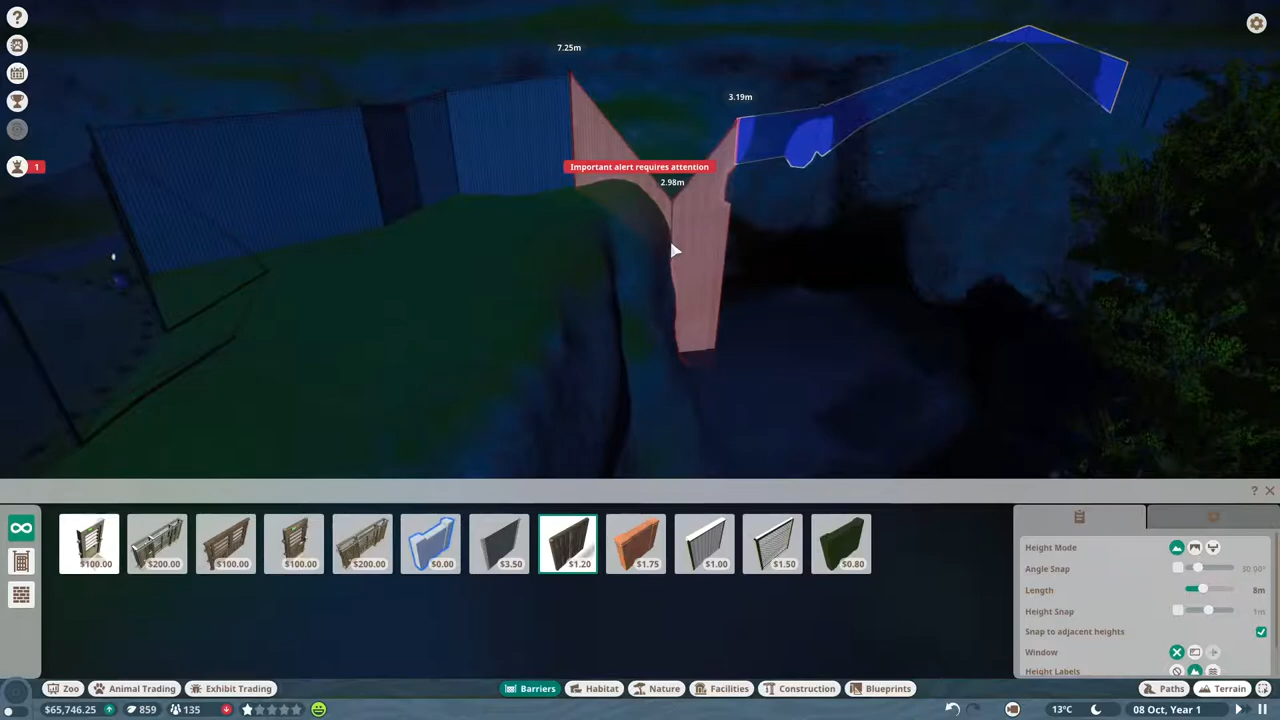 ?
7.25m
3.19m
Important alert requires attention
1
2.98m
?
$100.00
$200.00
$100.00
$100.00
$200.00
$0.00
$3.50
$1.20
$1.75
$1.00
$1.50
$0.80
Height Mode
Angle Snap
30.00°
Length
8m
Height Snap
1m
Snap to adjacent heights
Window
Height Labels
Zoo
Animal Trading
Exhibit Trading
Barriers
Habitat
Nature
Facilities
Construction
Blueprints
Paths
Terrain
$65,746.25
859
135
13°C
08 Oct, Year 1